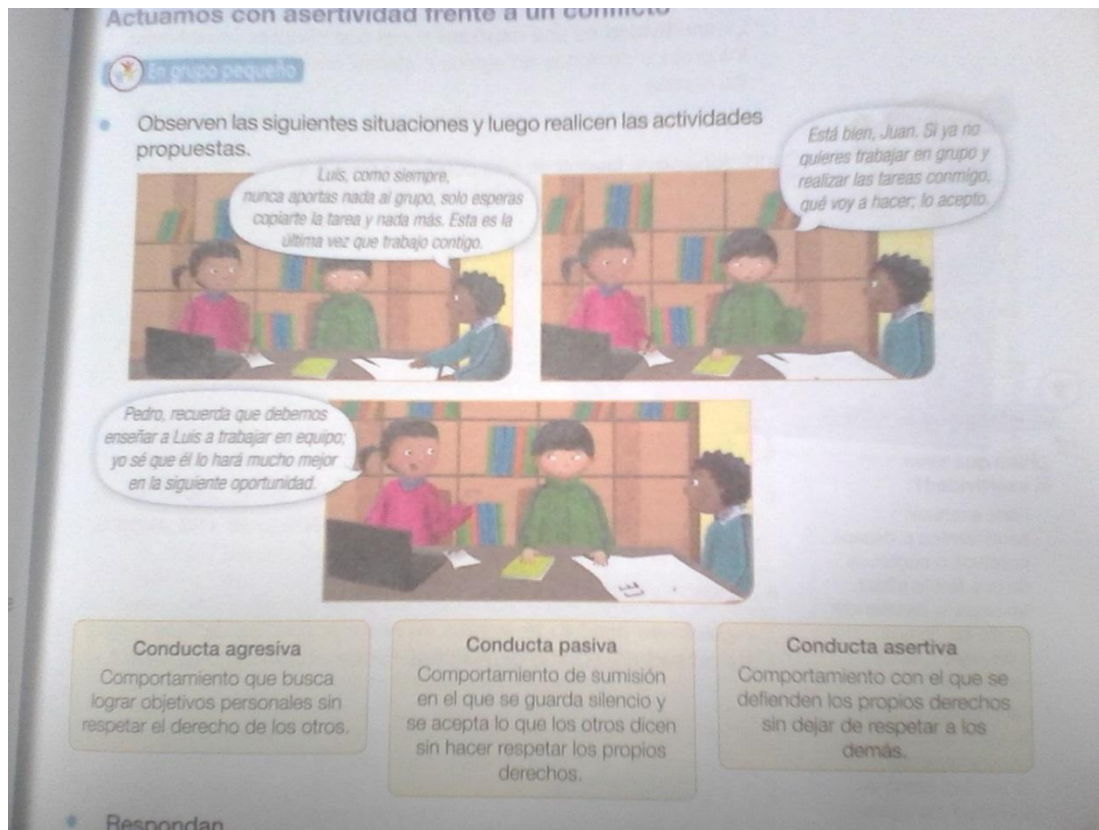 Actuamos con asertividad frente a un conflicto
En grupo pequeño
Observen las siguientes situaciones y luego realicen las actividades
propuestas.
Luis, como siempre,
nunca aportas nada al grupo, solo esperas
copiarte la tarea y nada más. Esta es la
última vez que trabajo contigo.
Está bien, Juan. Si ya no
quieres trabajar en grupo y
realizar las tareas conmigo,
qué voy a hacer; lo acepto.
Pedro, recuerda que debemos
enseñar a Luis a trabajar en equipo;
yo sé que él lo hará mucho mejor
en la siguiente oportunidad.
Conducta agresiva
Comportamiento que busca
lograr objetivos personales sin
respetar el derecho de los otros.
Conducta pasiva
Comportamiento de sumisión
en el que se guarda silencio y
se acepta lo que los otros dicen
sin hacer respetar los propios
derechos.
Conducta asertiva
Comportamiento con el que se
defienden los propios derechos
sin dejar de respetar a los
demás.
Respondan